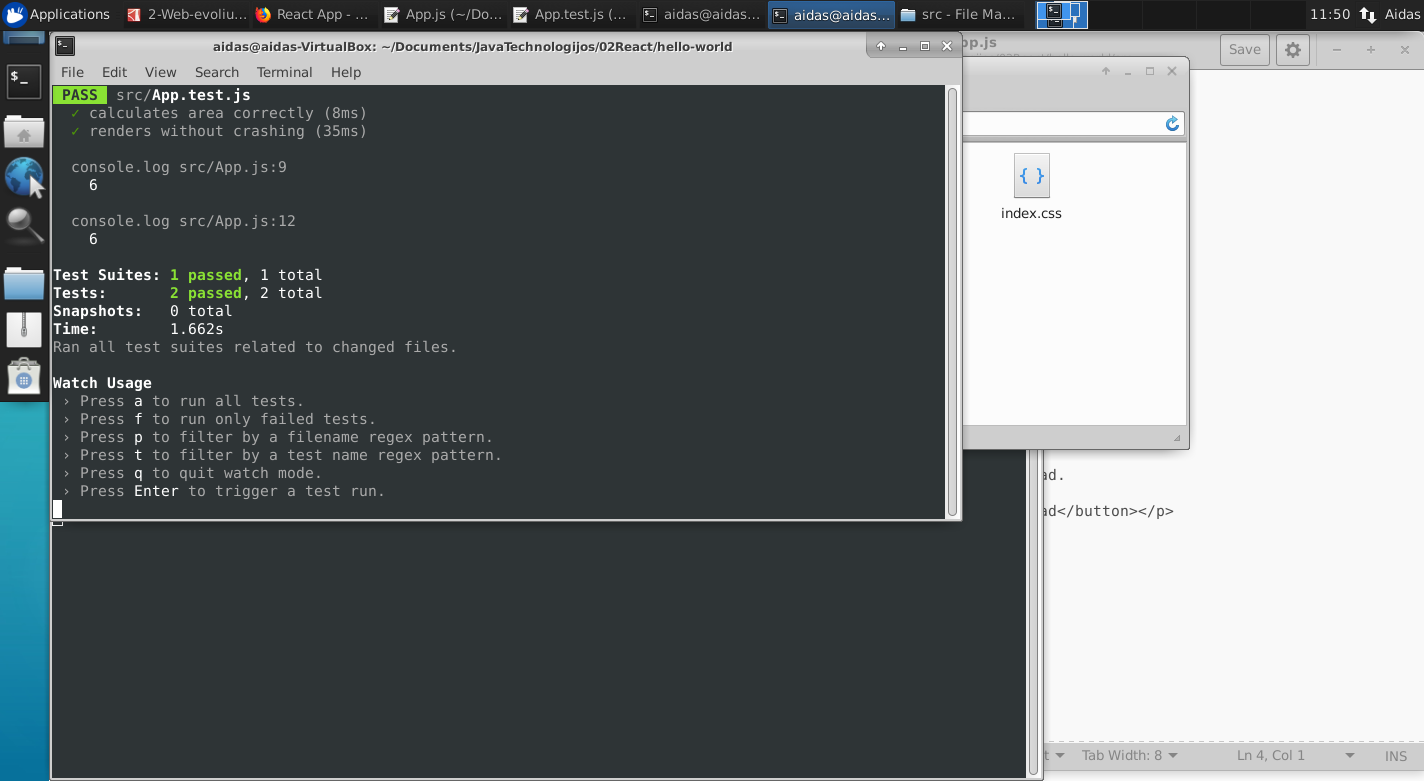 Applications
2-Web-evoliu...
React App - ...
App.js (~/Do...
App.test.js (...
aidas@aidas...
aidas@aidas...
src - File Ma...
11:50
Aidas
aidas@aidas-VirtualBox: ~/Documents/JavaTechnologijos/02React/hello-world
File Edit View Search Terminal Help
PASS src/App.test.js
✓ calculates area correctly (8ms)
✓ renders without crashing (35ms)
console.log src/App.js:9
6
console.log src/App.js:12
6
Test Suites: 1 passed, 1 total
Tests: 2 passed, 2 total
Snapshots: 0 total
Time: 1.662s
Ran all test suites related to changed files.
Watch Usage
› Press a to run all tests.
› Press f to run only failed tests.
› Press p to filter by a filename regex pattern.
› Press t to filter by a test name regex pattern.
› Press q to quit watch mode.
› Press Enter to trigger a test run.
pp.js
Save
{ }
index.css
ad.
ad</button></p>
t
Tab Width: 8
Ln 4, Col 1
INS